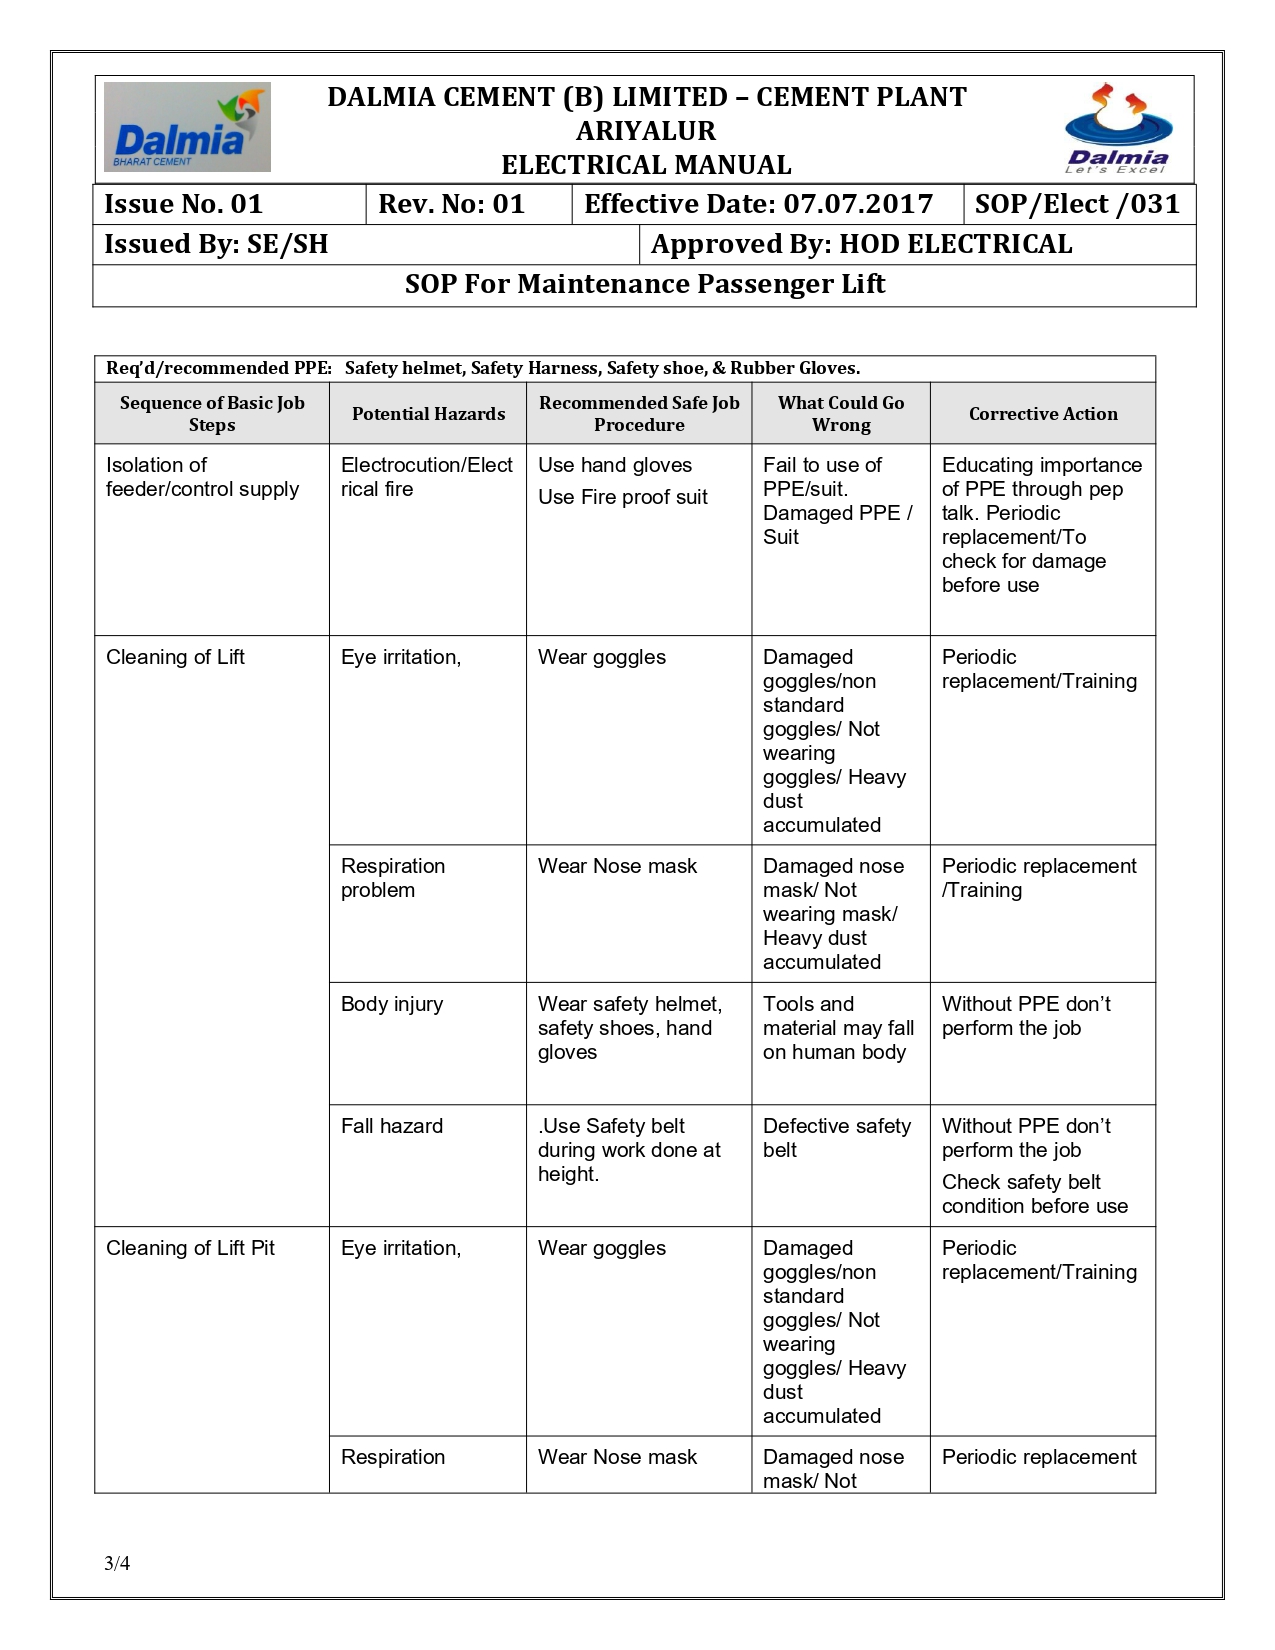 Dalmia
BHARAT CEMENT
DALMIA CEMENT (B) LIMITED – CEMENT PLANT
ARIYALUR
ELECTRICAL MANUAL
Dalmia
Let's Excel
Issue No. 01
Rev. No: 01
Effective Date: 07.07.2017
SOP/Elect /031
Issued By: SE/SH
Approved By: HOD ELECTRICAL
SOP For Maintenance Passenger Lift
Req’d/recommended PPE: Safety helmet, Safety Harness, Safety shoe, & Rubber Gloves.
Sequence of Basic Job
Steps
Potential Hazards
Recommended Safe Job
Procedure
What Could Go
Wrong
Corrective Action
Isolation of
feeder/control supply
Electrocution/Elect
rical fire
Use hand gloves
Use Fire proof suit
Fail to use of
PPE/suit.
Damaged PPE /
Suit
Educating importance
of PPE through pep
talk. Periodic
replacement/To
check for damage
before use
Cleaning of Lift
Eye irritation,
Wear goggles
Damaged
goggles/non
standard
goggles/ Not
wearing
goggles/ Heavy
dust
accumulated
Periodic
replacement/Training
Respiration
problem
Wear Nose mask
Damaged nose
mask/ Not
wearing mask/
Heavy dust
accumulated
Periodic replacement
/Training
Body injury
Wear safety helmet,
safety shoes, hand
gloves
Tools and
material may fall
on human body
Without PPE don’t
perform the job
Fall hazard
.Use Safety belt
during work done at
height.
Defective safety
belt
Without PPE don’t
perform the job
Check safety belt
condition before use
Cleaning of Lift Pit
Eye irritation,
Wear goggles
Damaged
goggles/non
standard
goggles/ Not
wearing
goggles/ Heavy
dust
accumulated
Periodic
replacement/Training
Respiration
Wear Nose mask
Damaged nose
mask/ Not
Periodic replacement
3/4